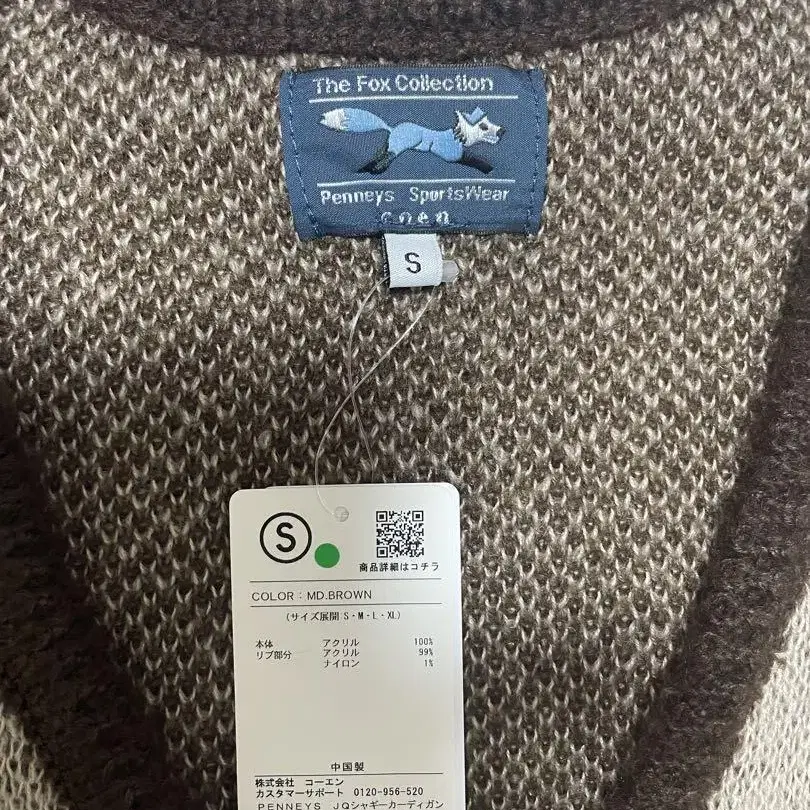 The Fox Collection
Penneys SportsWear
coen
S
S
商品詳細はコチラ
COLOR：MD.BROWN
(サイズ展開 S・M・L・XL)
本体 アクリル 100%
リブ部分 アクリル 99%
ナイロン 1%
中国製
株式会社 コーエン
カスタマーサポート 0120-956-520
PENNEYS JQシャギーカーディガン